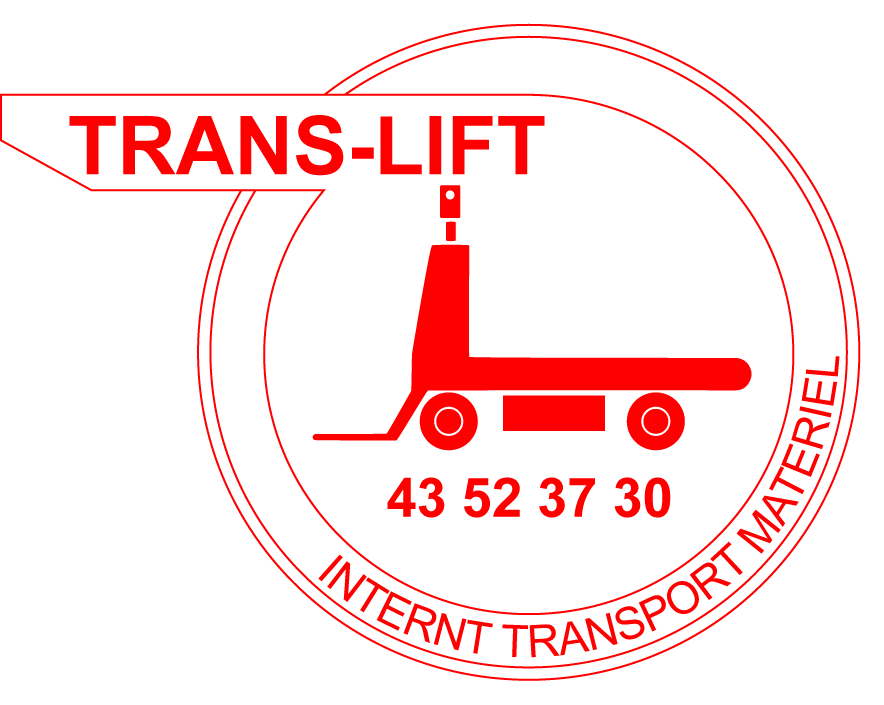 TRANS-LIFT
43 52 37 30
INTERNT TRANSPORT MATERIEL